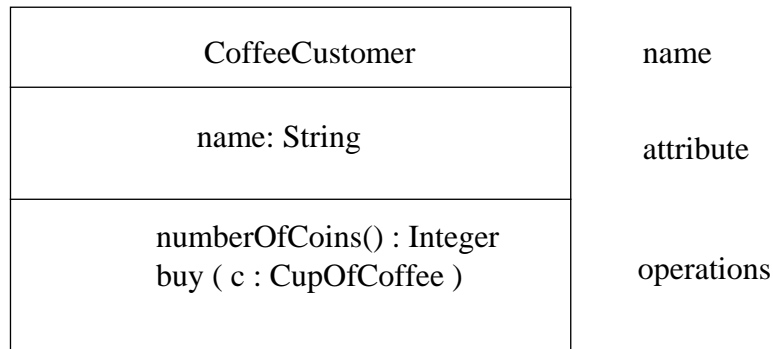 CoffeeCustomer name
name: String attribute
numberOfCoins() : Integer
buy ( c : CupOfCoffee ) operations